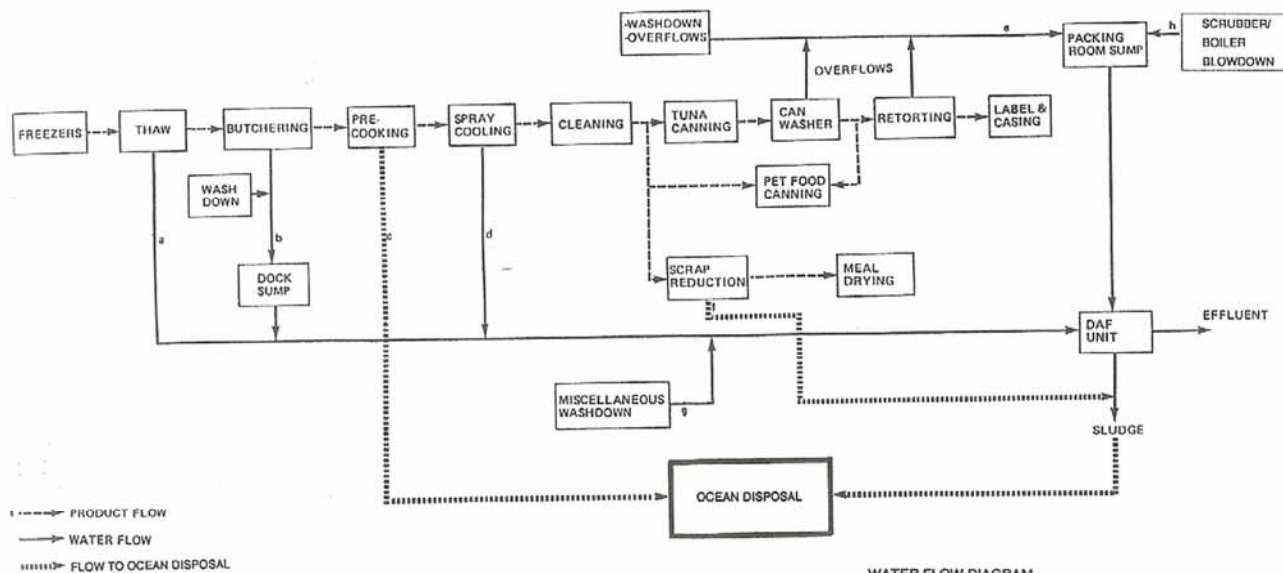 -WASHDOWN
-OVERFLOWS
e
PACKING
ROOM SUMP
h
SCRUBBER/
BOILER
BLOWDOWN
OVERFLOWS
FREEZERS
THAW
BUTCHERING
PRE-
COOKING
SPRAY
COOLING
CLEANING
TUNA
CANNING
CAN
WASHER
RETORTING
LABEL &
CASING
WASH
DOWN
PET FOOD
CANNING
a
b
c
d
DOCK
SUMP
SCRAP
REDUCTION
MEAL
DRYING
f
DAF
UNIT
EFFLUENT
MISCELLANEOUS
WASHDOWN
g
SLUDGE
OCEAN DISPOSAL
PRODUCT FLOW
WATER FLOW
FLOW TO OCEAN DISPOSAL
WATER FLOW DIAGRAM